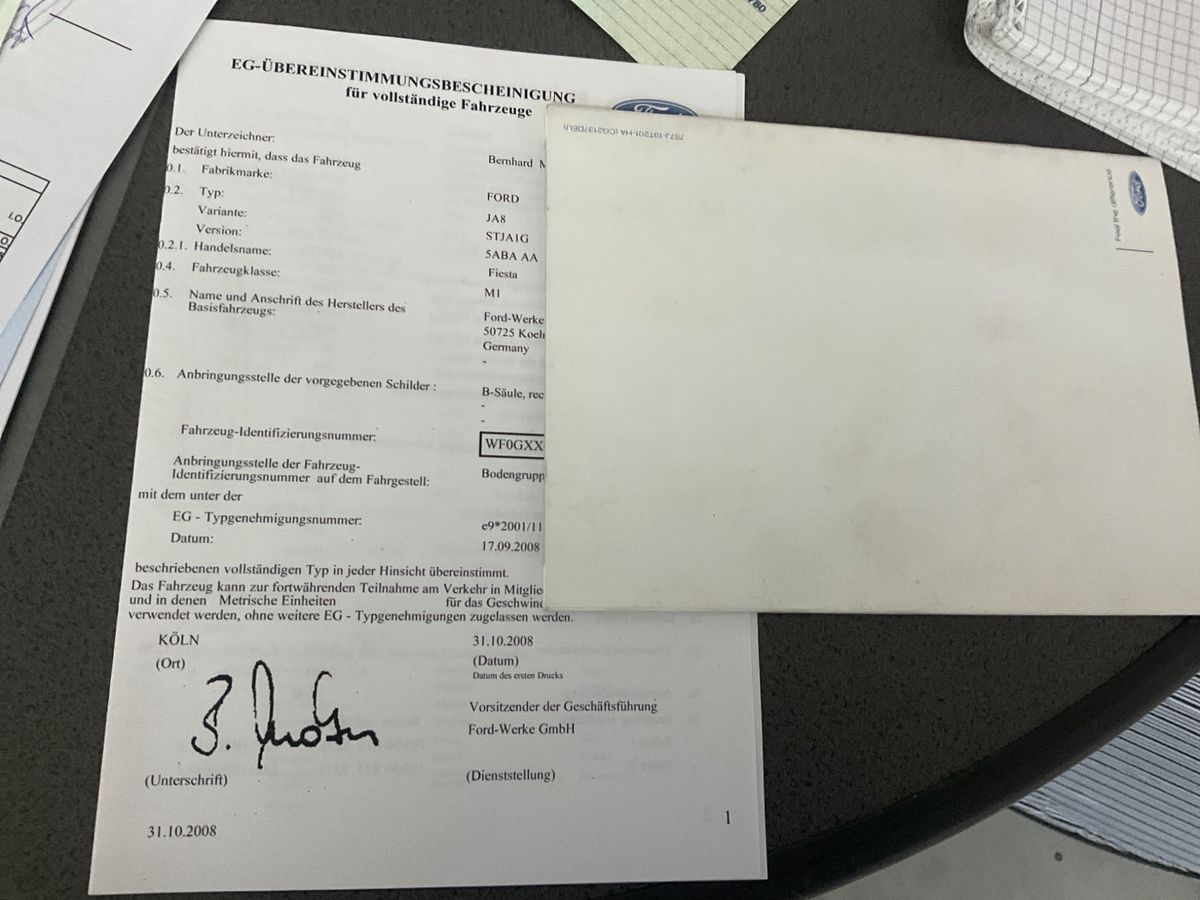 EG-ÜBEREINSTIMMUNGSBESCHEINIGUNG
für vollständige Fahrzeuge
Ford
Der Unterzeichner:
bestätigt hiermit, dass das Fahrzeug Bernhard M
0.1. Fabrikmarke: FORD
0.2. Typ: JA8
Variante: STJA1G
Version: 5ABA AA
0.2.1. Handelsname: Fiesta
0.4. Fahrzeugklasse: M1
0.5. Name und Anschrift des Herstellers des Ford-Werke
Basisfahrzeugs: 50725 Koel
Germany
-
0.6. Anbringungsstelle der vorgegebenen Schilder : B-Säule, rec
-
-
Fahrzeug-Identifizierungsnummer: WF0GXX
Anbringungsstelle der Fahrzeug-
Identifizierungsnummer auf dem Fahrgestell: Bodengrupp
mit dem unter der
EG - Typgenehmigungsnummer: e9*2001/11
Datum: 17.09.2008
beschriebenen vollständigen Typ in jeder Hinsicht übereinstimmt.
Das Fahrzeug kann zur fortwährenden Teilnahme am Verkehr in Mitglie
und in denen Metrische Einheiten für das Geschwind
verwendet werden, ohne weitere EG - Typgenehmigungen zugelassen werden.
KÖLN 31.10.2008
(Ort) (Datum)
Datum des ersten Drucks
Vorsitzender der Geschäftsführung
Ford-Werke GmbH
(Unterschrift) (Dienststellung)
31.10.2008
1
Feel the difference
Ford